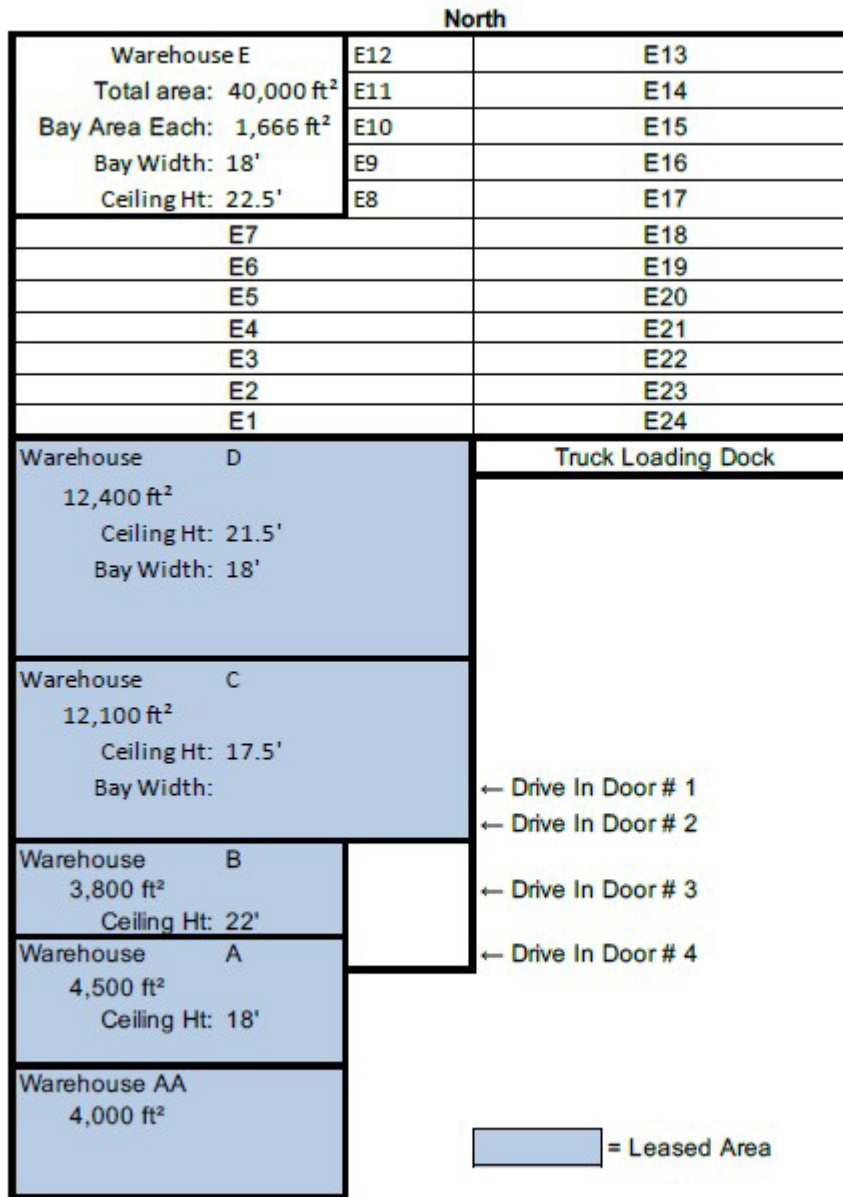 North
Warehouse E E12 E13
Total area: 40,000 ft² E11 E14
Bay Area Each: 1,666 ft² E10 E15
Bay Width: 18' E9 E16
Ceiling Ht: 22.5' E8 E17
E7 E18
E6 E19
E5 E20
E4 E21
E3 E22
E2 E23
E1 E24
Warehouse D Truck Loading Dock
12,400 ft²
Ceiling Ht: 21.5'
Bay Width: 18'
Warehouse C
12,100 ft²
Ceiling Ht: 17.5'
Bay Width: ← Drive In Door # 1
← Drive In Door # 2
Warehouse B
3,800 ft² ← Drive In Door # 3
Ceiling Ht: 22'
Warehouse A ← Drive In Door # 4
4,500 ft²
Ceiling Ht: 18'
Warehouse AA
4,000 ft²
= Leased Area